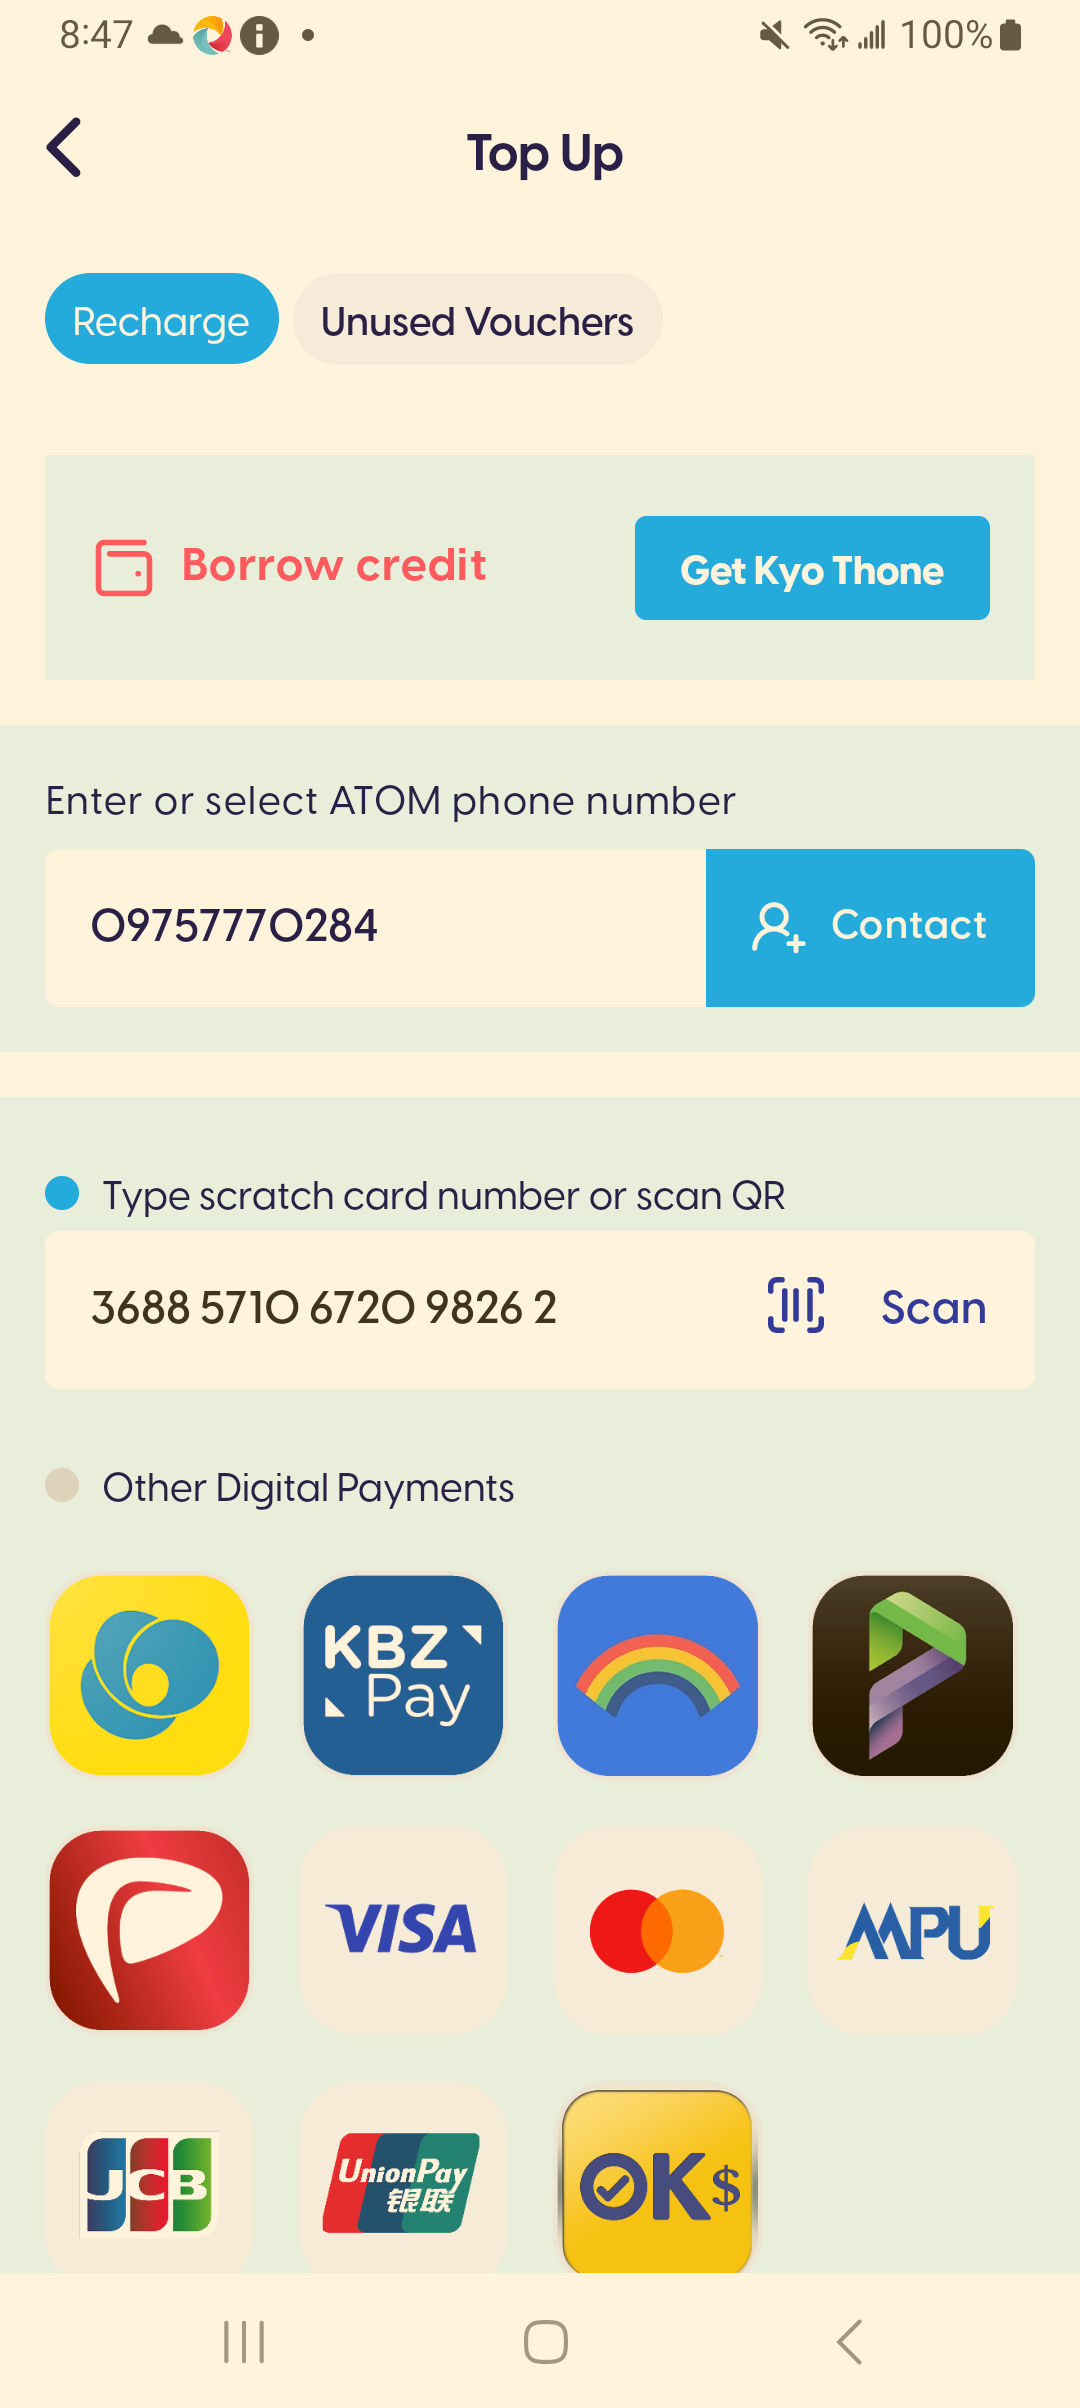 8:47 100%
Top Up
Recharge Unused Vouchers
Borrow credit Get Kyo Thone
Enter or select ATOM phone number
09757770284 Contact
Type scratch card number or scan QR
3688 5710 6720 9826 2 Scan
Other Digital Payments
KBZ
Pay
VISA MPU
JCB UnionPay
银联
OK$